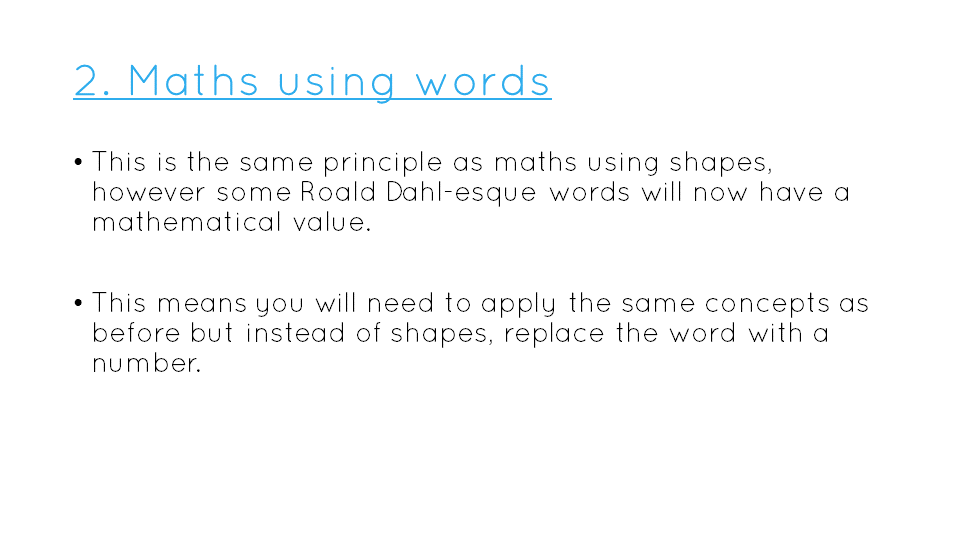 2. Maths using words
• This is the same principle as maths using shapes,
however some Roald Dahl-esque words will now have a
mathematical value.
• This means you will need to apply the same concepts as
before but instead of shapes, replace the word with a
number.